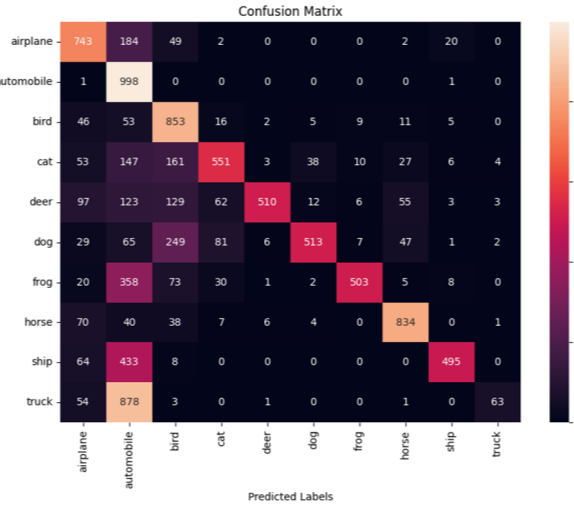 Confusion Matrix
airplane 743 184 49 2 0 0 0 2 20 0
utomobile 1 998 0 0 0 0 0 0 1 0
bird 46 53 853 16 2 5 9 11 5 0
cat 53 147 161 551 3 38 10 27 6 4
deer 97 123 129 62 510 12 6 55 3 3
dog 29 65 249 81 6 513 7 47 1 2
frog 20 358 73 30 1 2 503 5 8 0
horse 70 40 38 7 6 4 0 834 0 1
ship 64 433 8 0 0 0 0 0 495 0
truck 54 878 3 0 1 0 0 1 0 63
airplane automobile bird cat deer dog frog horse ship truck
Predicted Labels